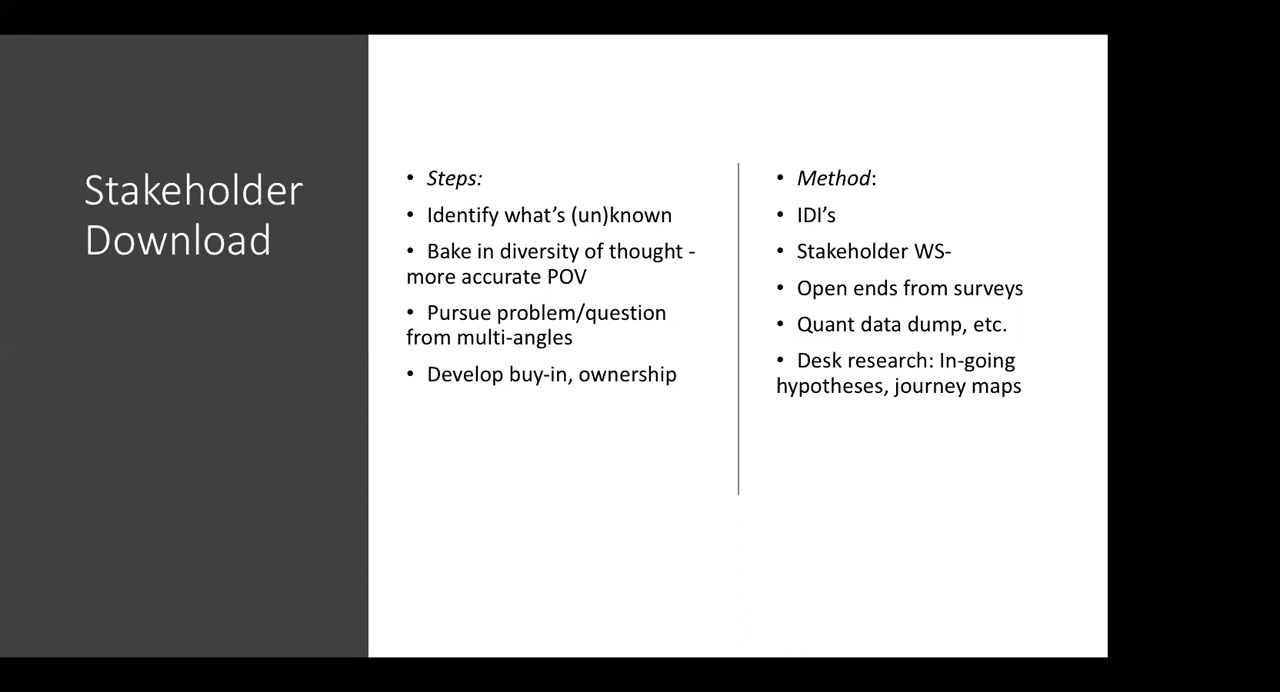 Stakeholder
Download
• Steps:
• Identify what’s (un)known
• Bake in diversity of thought -
more accurate POV
• Pursue problem/question
from multi-angles
• Develop buy-in, ownership
• Method:
• IDI’s
• Stakeholder WS-
• Open ends from surveys
• Quant data dump, etc.
• Desk research: In-going
hypotheses, journey maps